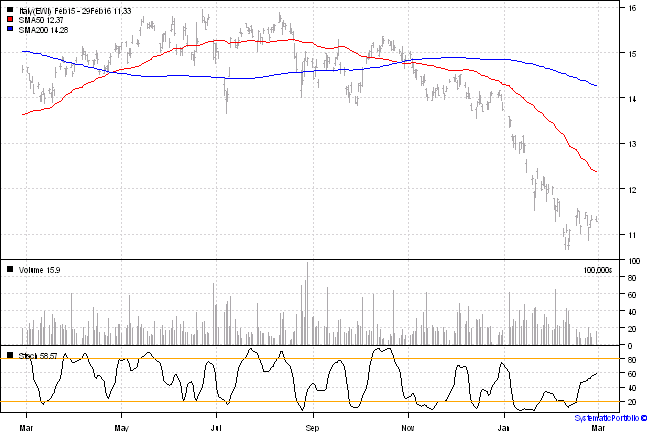 Italy(EWI) Feb15 - 29Feb16 11.33
SMA50 12.37
SMA200 14.28
16
15
14
13
12
11
Volume 15.9
100,000s
100
80
60
40
20
0
Stoch 58.57
80
60
40
20
Mar May Jul Sep Nov Jan Mar
SystematicPortfolio ©